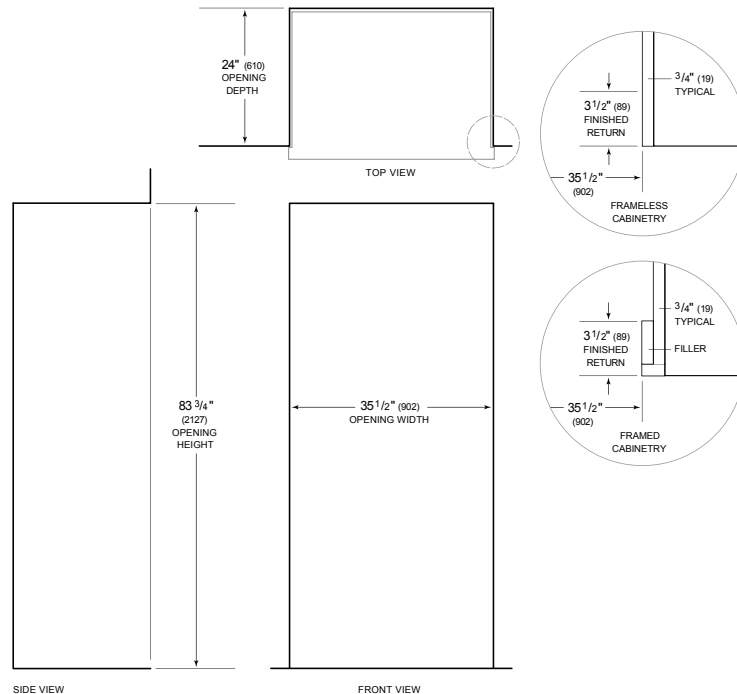 24" (610)
OPENING
DEPTH
TOP VIEW
3 1/2" (89)
FINISHED
RETURN
3/4" (19)
TYPICAL
35 1/2"
(902)
FRAMELESS
CABINETRY
3 1/2" (89)
FINISHED
RETURN
3/4" (19)
TYPICAL
FILLER
35 1/2"
(902)
FRAMED
CABINETRY
83 3/4"
(2127)
OPENING
HEIGHT
35 1/2" (902)
OPENING WIDTH
SIDE VIEW
FRONT VIEW